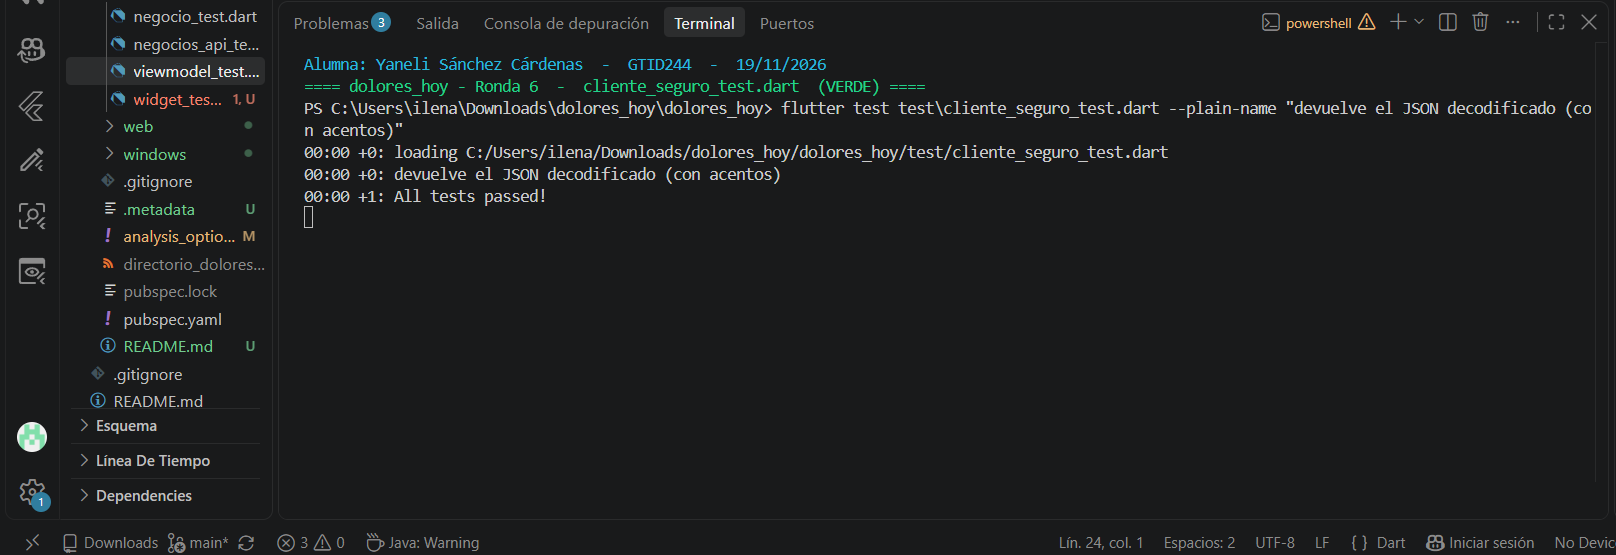 negocio_test.dart
negocios_api_te...
viewmodel_test....
widget_tes... 1, U
web
windows
.gitignore
.metadata U
analysis_optio... M
directorio_dolores...
pubspec.lock
pubspec.yaml
README.md U
.gitignore
README.md
Esquema
Línea De Tiempo
Dependencies
1
Problemas 3 Salida Consola de depuración Terminal Puertos
powershell
Alumna: Yaneli Sánchez Cárdenas - GTID244 - 19/11/2026
==== dolores_hoy - Ronda 6 - cliente_seguro_test.dart (VERDE) ====
PS C:\Users\ilena\Downloads\dolores_hoy\dolores_hoy> flutter test test\cliente_seguro_test.dart --plain-name "devuelve el JSON decodificado (co
n acentos)"
00:00 +0: loading C:/Users/ilena/Downloads/dolores_hoy/dolores_hoy/test/cliente_seguro_test.dart
00:00 +0: devuelve el JSON decodificado (con acentos)
00:00 +1: All tests passed!
Downloads main* 3 0 Java: Warning Lín. 24, col. 1 Espacios: 2 UTF-8 LF { } Dart Iniciar sesión No Devic